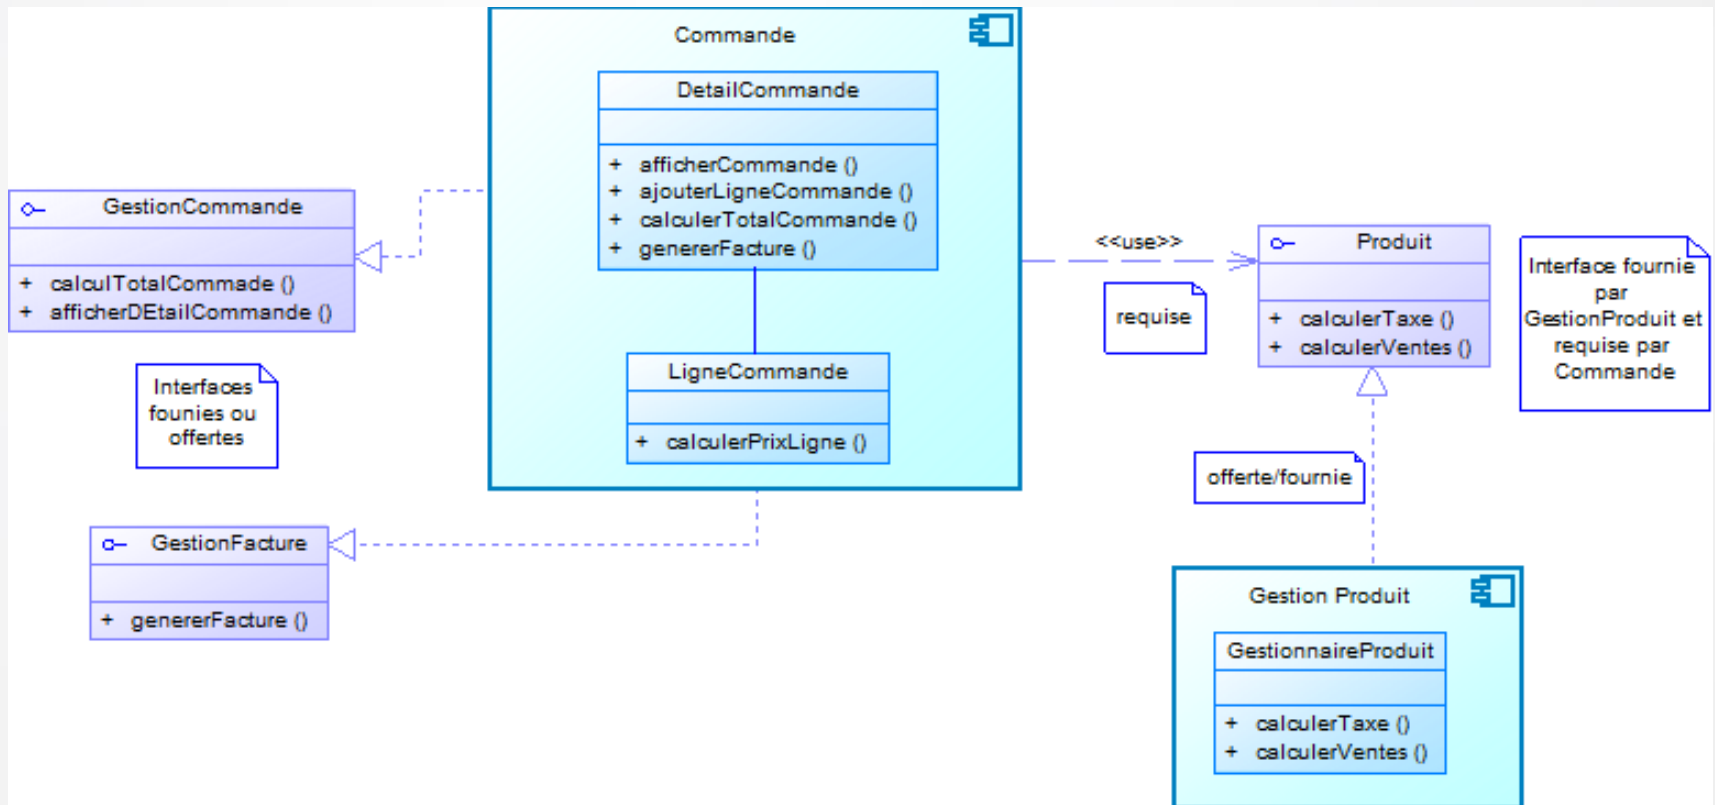 Commande
DetailCommande
+ afficherCommande ()
+ ajouterLigneCommande ()
+ calculerTotalCommande ()
+ genererFacture ()
LigneCommande
+ calculerPrixLigne ()
GestionCommande
+ calculTotalCommade ()
+ afficherDEtailCommande ()
Interfaces
founies ou
offertes
GestionFacture
+ genererFacture ()
<<use>>
requise
Produit
+ calculerTaxe ()
+ calculerVentes ()
Interface fournie
par
GestionProduit et
requise par
Commande
offerte/fournie
Gestion Produit
GestionnaireProduit
+ calculerTaxe ()
+ calculerVentes ()